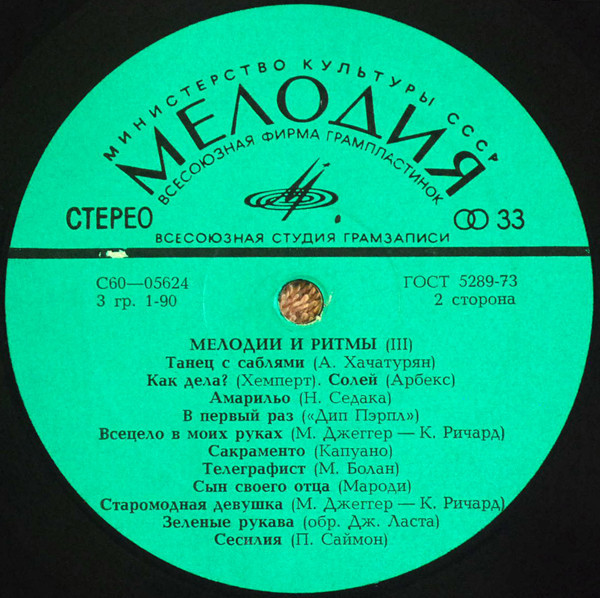 МИНИСТЕРСТВО КУЛЬТУРЫ СССР
МЕЛОДИЯ
ВСЕСОЮЗНАЯ ФИРМА ГРАМПЛАСТИНОК
СТЕРЕО
33
ВСЕСОЮЗНАЯ СТУДИЯ ГРАМЗАПИСИ
С60—05624
ГОСТ 5289-73
3 гр. 1-90
2 сторона
МЕЛОДИИ И РИТМЫ (III)
Танец с саблями (А. Хачатурян)
Как дела? (Хемперт). Солей (Арбекс)
Амарильо (Н. Седака)
В первый раз («Дип Пэрпл»)
Всецело в моих руках (М. Джеггер — К. Ричард)
Сакраменто (Капуано)
Телеграфист (М. Болан)
Сын своего отца (Мароди)
Старомодная девушка (М. Джеггер — К. Ричард)
Зеленые рукава (обр. Дж. Ласта)
Сесилия (П. Саймон)